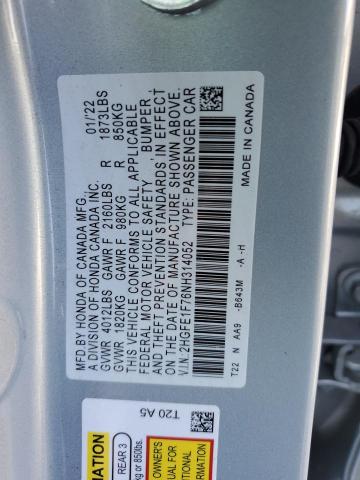 MFD BY HONDA OF CANADA MFG. 01/'22
A DIVISION OF HONDA CANADA INC.
GVWR 4012LBS GAWR F 2160LBS R 1873LBS
GVWR 1820KG GAWR F 980KG R 850KG
THIS VEHICLE CONFORMS TO ALL APPLICABLE
FEDERAL MOTOR VEHICLE SAFETY, BUMPER,
AND THEFT PREVENTION STANDARDS IN EFFECT
ON THE DATE OF MANUFACTURE SHOWN ABOVE.
V.I.N. 2HGFE1F76NH314052 TYPE: PASSENGER CAR
T22 N AA9 -B643M -A -H
MADE IN CANADA
T20 A5
REAR 3
kg or 850lbs.